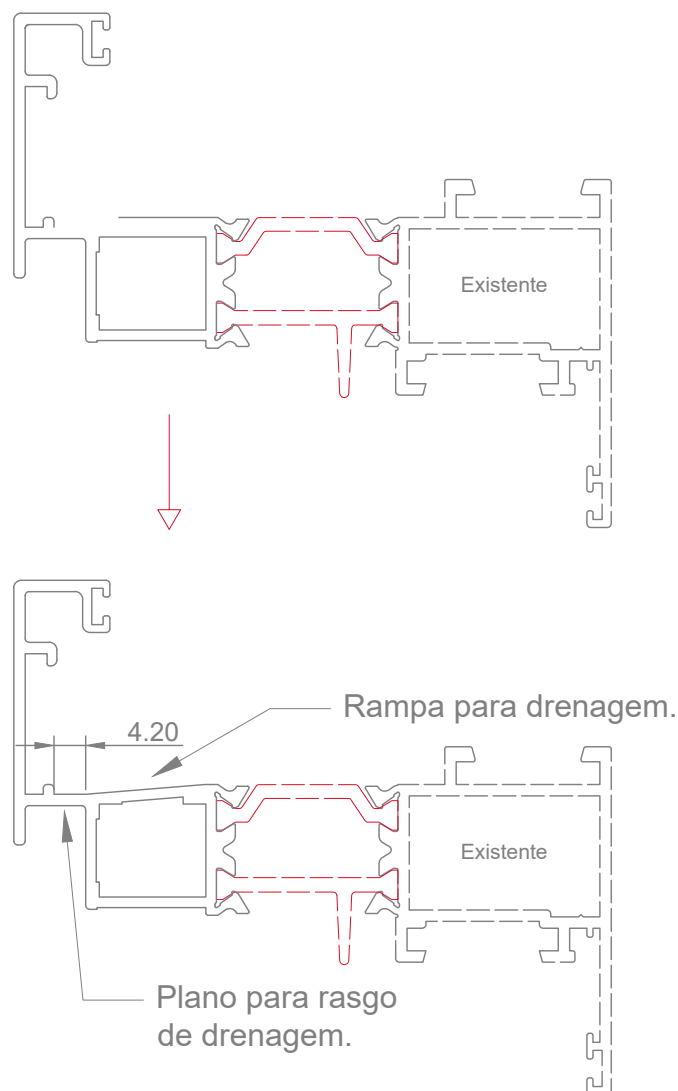 Existente
Rampa para drenagem.
4.20
Existente
Plano para rasgo
de drenagem.